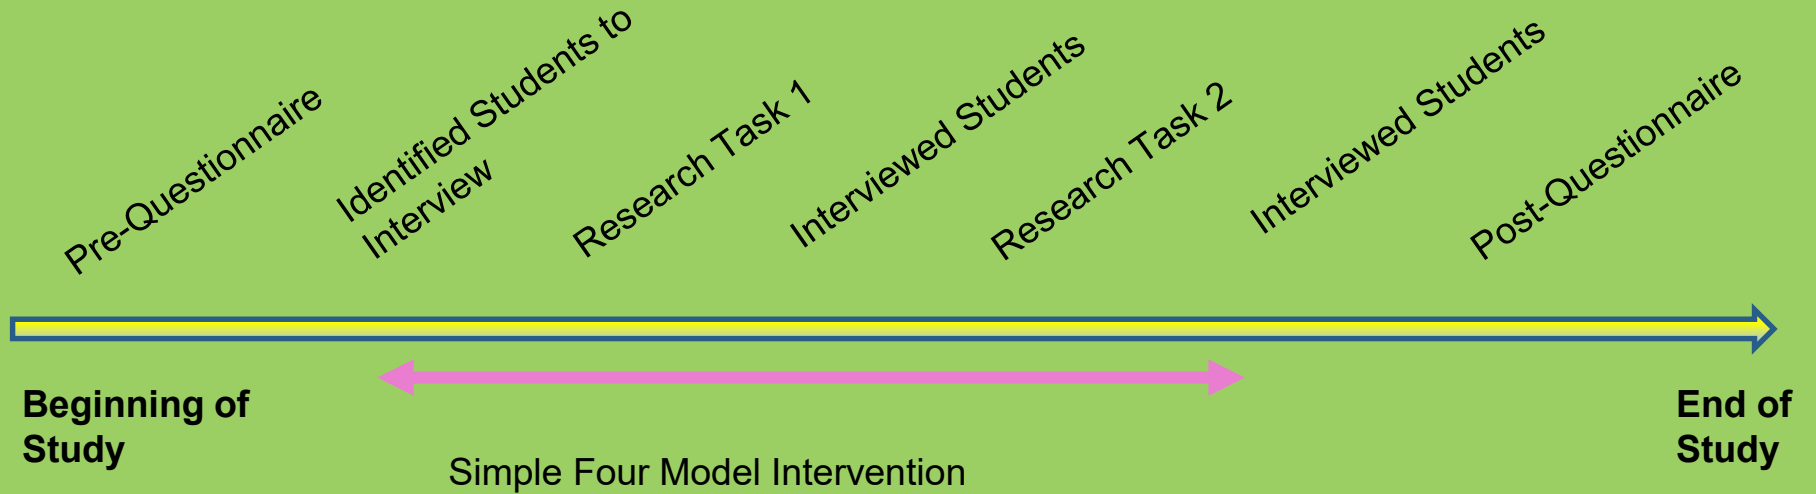 Pre-Questionnaire
Identified Students to
Interview
Research Task 1
Interviewed Students
Research Task 2
Interviewed Students
Post-Questionnaire
Beginning of
Study
End of
Study
Simple Four Model Intervention